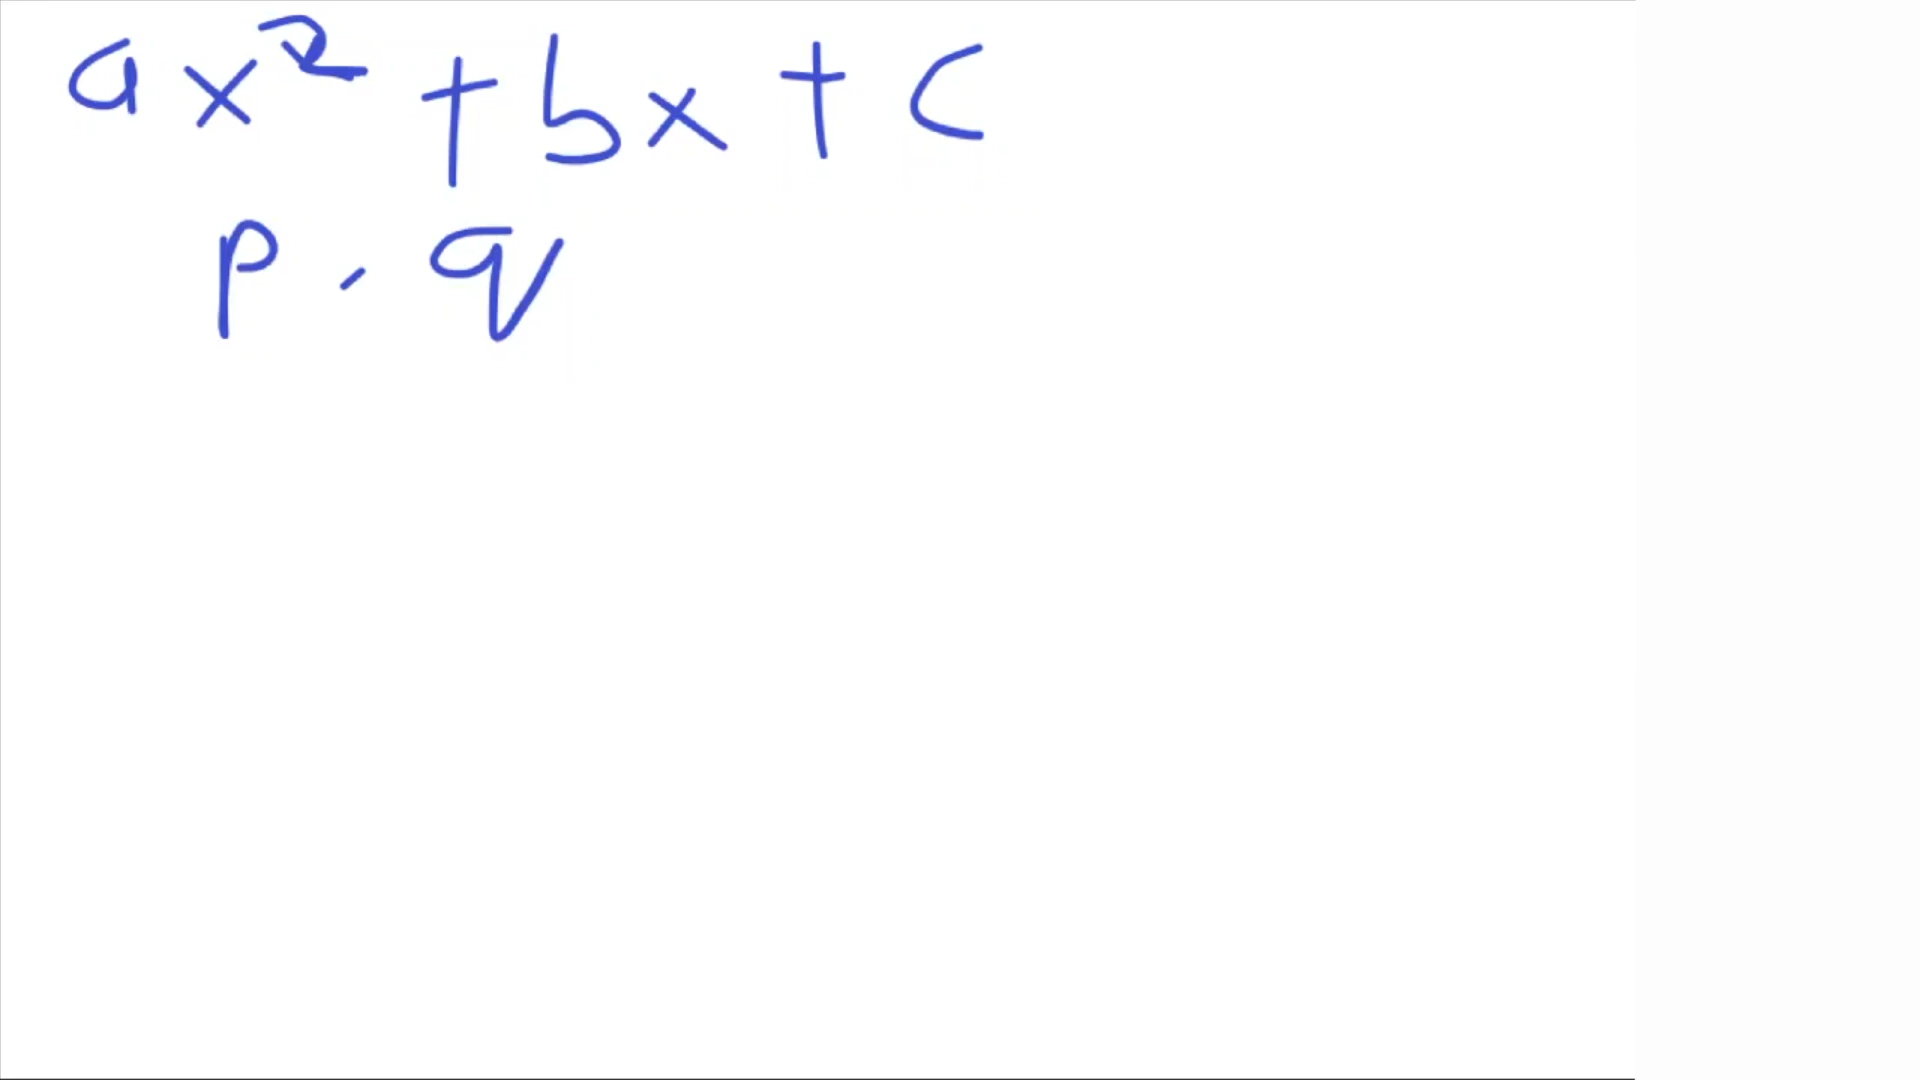 ax² + bx + c
p . q